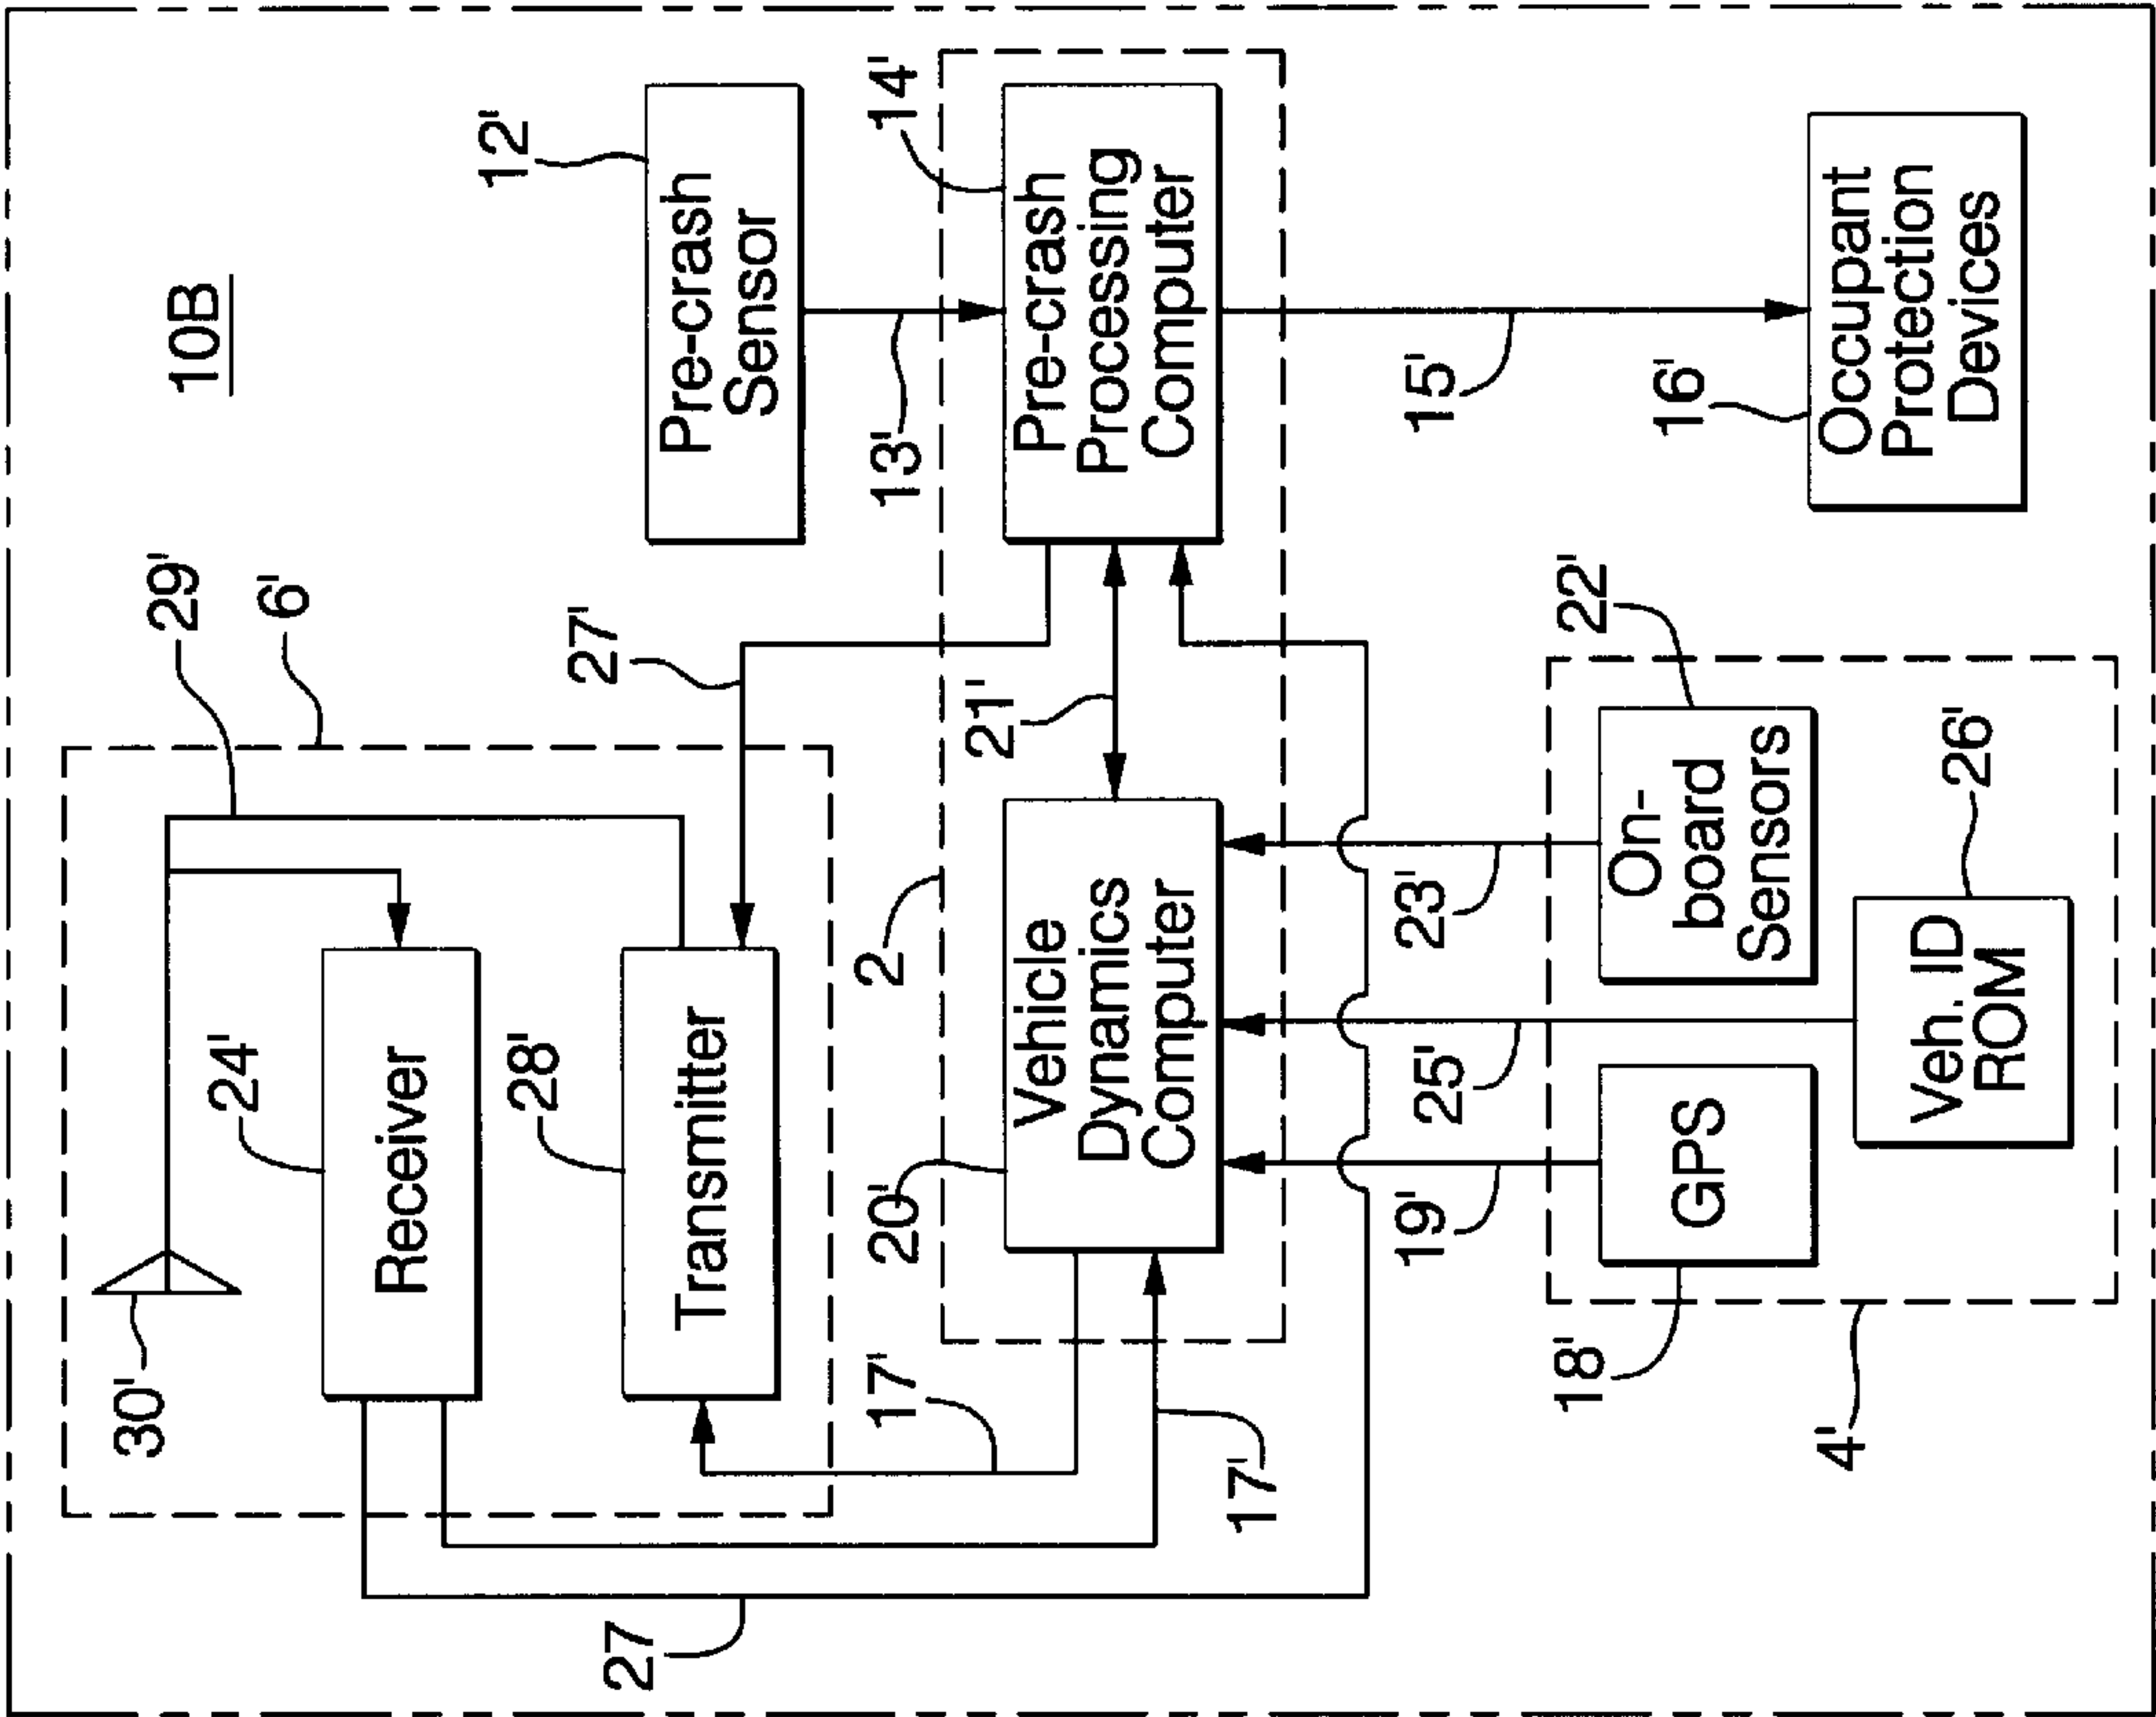 10B
30'
29'
6'
24'
Receiver
12'
28'
27'
27
Transmitter
Pre-crash
Sensor
17'
20'
2
13'
14'
21'
Vehicle
Dynamics
Computer
Pre-crash
Processing
Computer
17'
19'
25'
23'
15'
18'
22'
16'
GPS
On-
board
Sensors
4'
26'
Veh. ID
ROM
Occupant
Protection
Devices